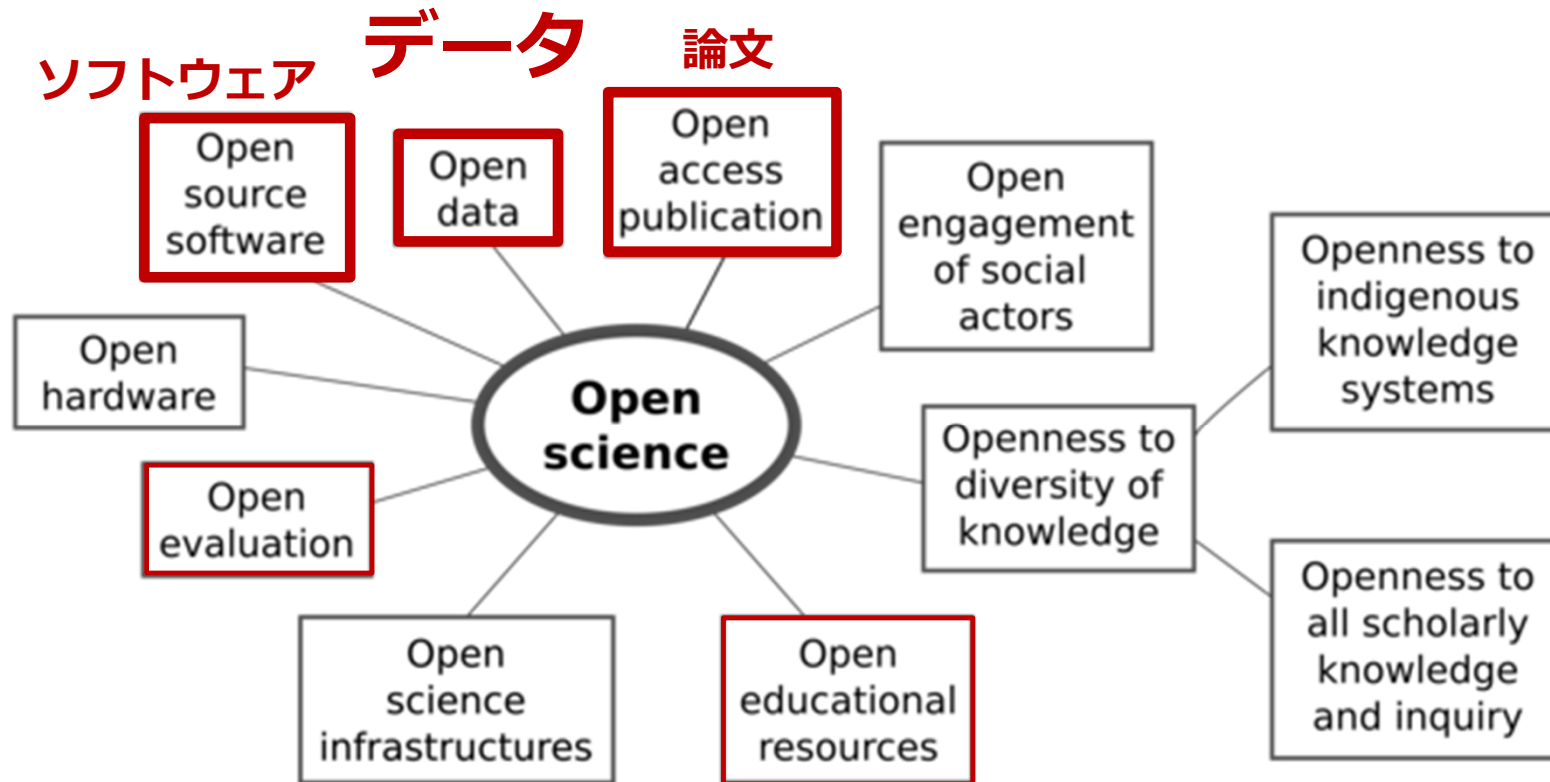 ソフトウェア
データ
論文
Open
source
software
Open
data
Open
access
publication
Open
engagement
of social
actors
Openness to
indigenous
knowledge
systems
Open
hardware
Open
science
Openness to
diversity of
knowledge
Open
evaluation
Openness to
all scholarly
knowledge
and inquiry
Open
science
infrastructures
Open
educational
resources